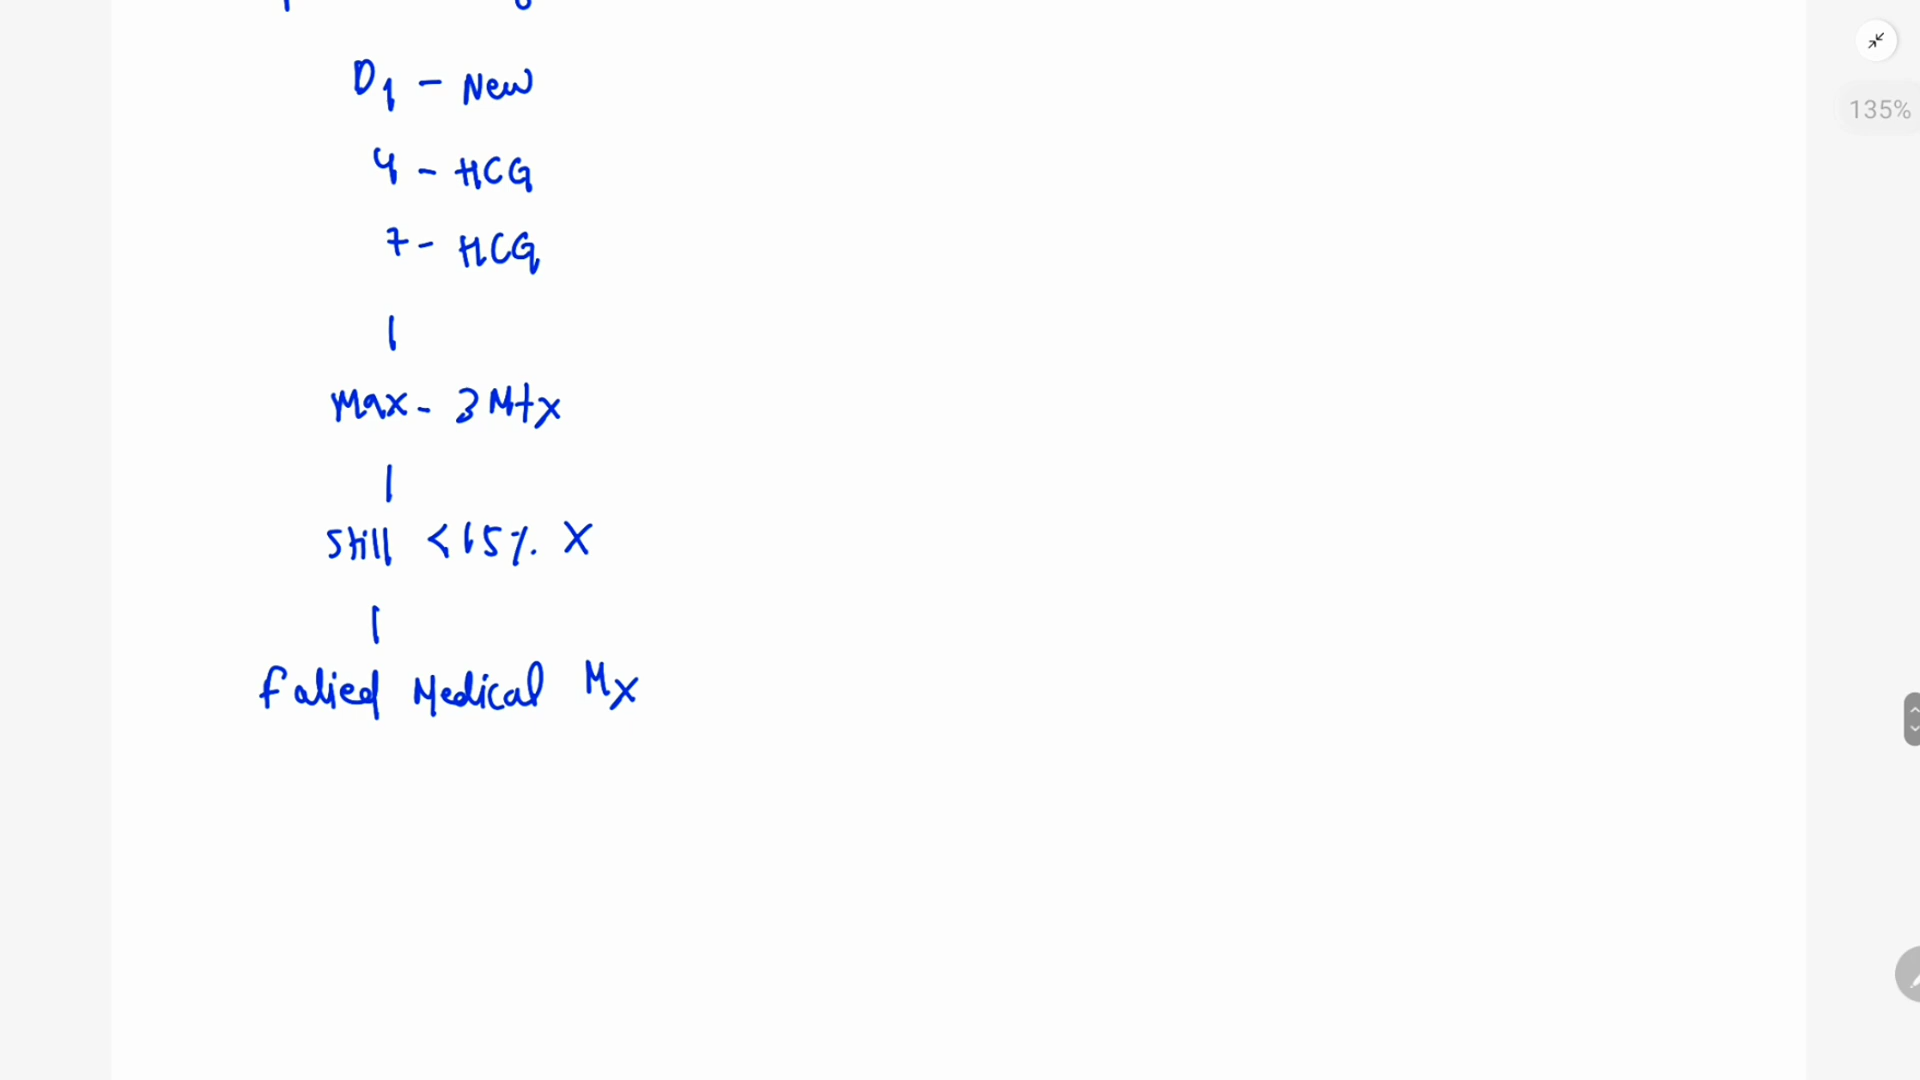 D1 - New
4 - HCG
7 - HCG
Max - 3 Mtx
Still <15% X
falied Medical Mx
135%